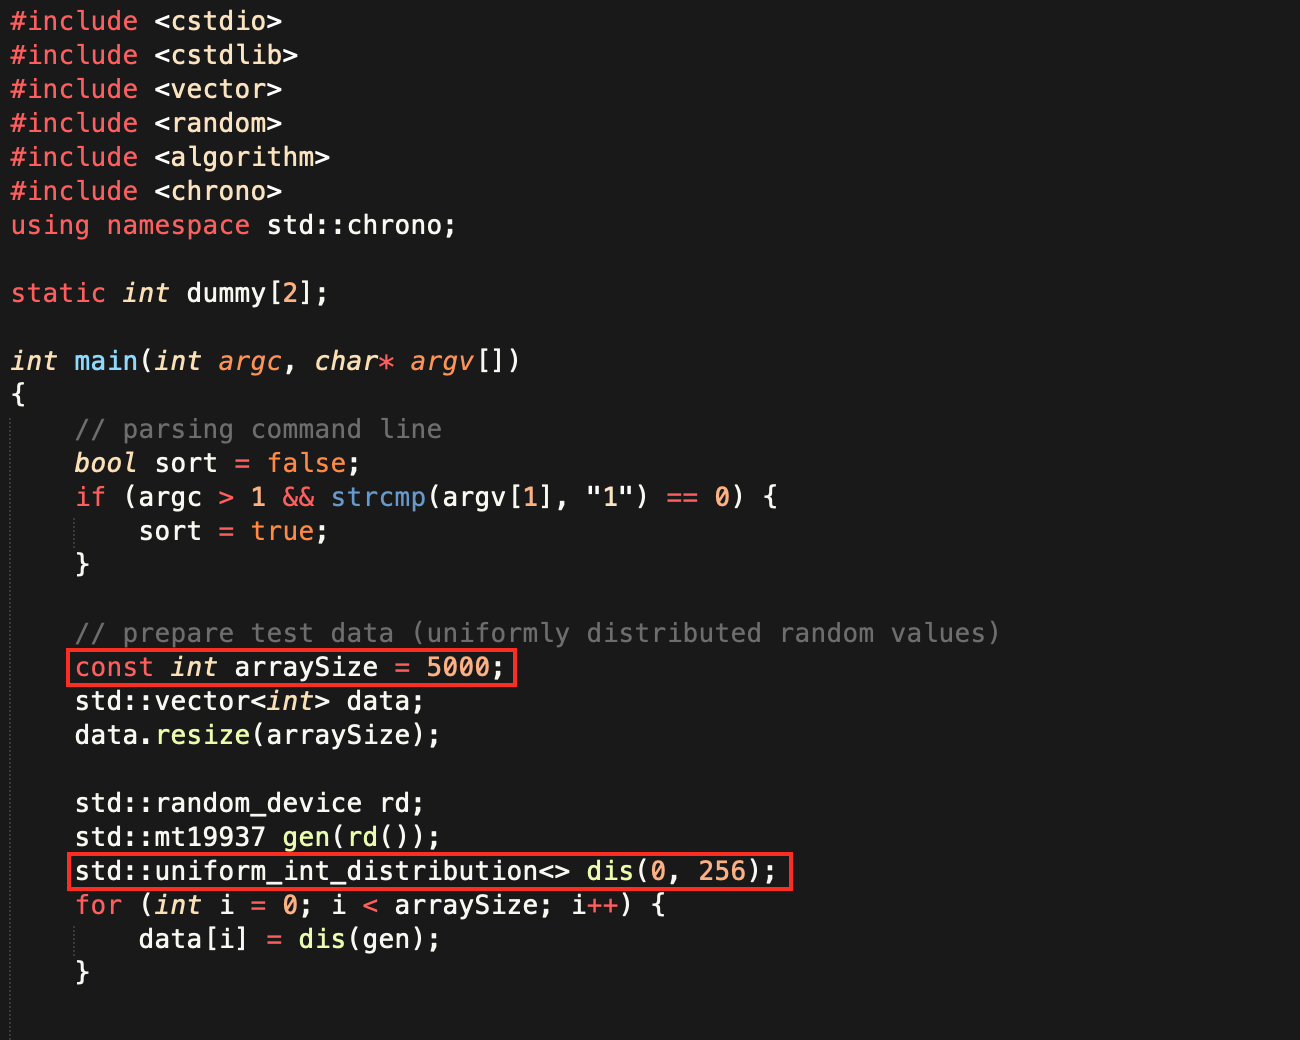 #include <cstdio>
#include <cstdlib>
#include <vector>
#include <random>
#include <algorithm>
#include <chrono>
using namespace std::chrono;
static int dummy[2];
int main(int argc, char* argv[])
{
// parsing command line
bool sort = false;
if (argc > 1 && strcmp(argv[1], "1") == 0) {
sort = true;
}
// prepare test data (uniformly distributed random values)
const int arraySize = 5000;
std::vector<int> data;
data.resize(arraySize);
std::random_device rd;
std::mt19937 gen(rd());
std::uniform_int_distribution<> dis(0, 256);
for (int i = 0; i < arraySize; i++) {
data[i] = dis(gen);
}